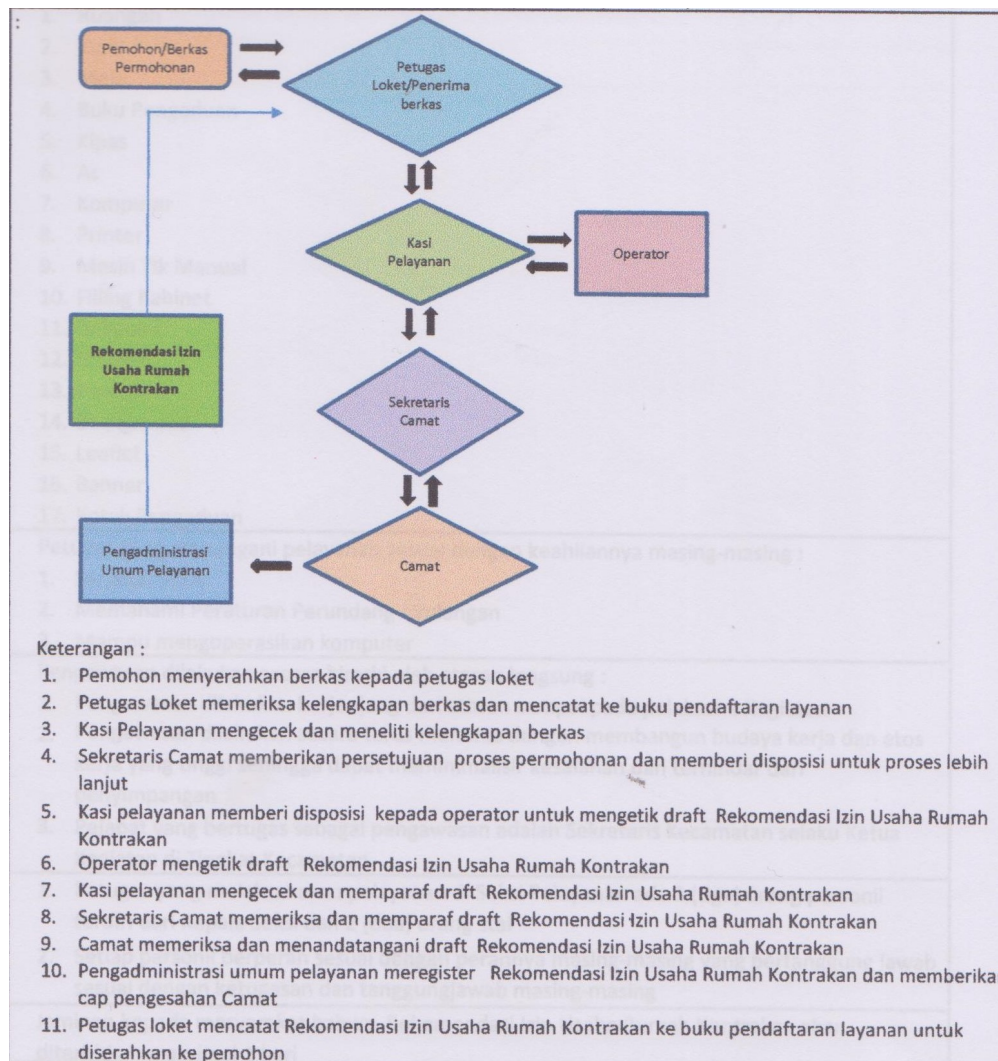 :
Pemohon/Berkas
Permohonan
Petugas
Loket/Penerima
berkas
Kasi
Pelayanan
Operator
Rekomendasi Izin
Usaha Rumah
Kontrakan
Sekretaris
Camat
Pengadministrasi
Umum Pelayanan
Camat
Keterangan :
1. Pemohon menyerahkan berkas kepada petugas loket
2. Petugas Loket memeriksa kelengkapan berkas dan mencatat ke buku pendaftaran layanan
3. Kasi Pelayanan mengecek dan meneliti kelengkapan berkas
4. Sekretaris Camat memberikan persetujuan proses permohonan dan memberi disposisi untuk proses lebih
lanjut
5. Kasi pelayanan memberi disposisi kepada operator untuk mengetik draft Rekomendasi Izin Usaha Rumah
Kontrakan
6. Operator mengetik draft Rekomendasi Izin Usaha Rumah Kontrakan
7. Kasi pelayanan mengecek dan memparaf draft Rekomendasi Izin Usaha Rumah Kontrakan
8. Sekretaris Camat memeriksa dan memparaf draft Rekomendasi Izin Usaha Rumah Kontrakan
9. Camat memeriksa dan menandatangani draft Rekomendasi Izin Usaha Rumah Kontrakan
10. Pengadministrasi umum pelayanan meregister Rekomendasi Izin Usaha Rumah Kontrakan dan memberika
cap pengesahan Camat
11. Petugas loket mencatat Rekomendasi Izin Usaha Rumah Kontrakan ke buku pendaftaran layanan untuk
diserahkan ke pemohon